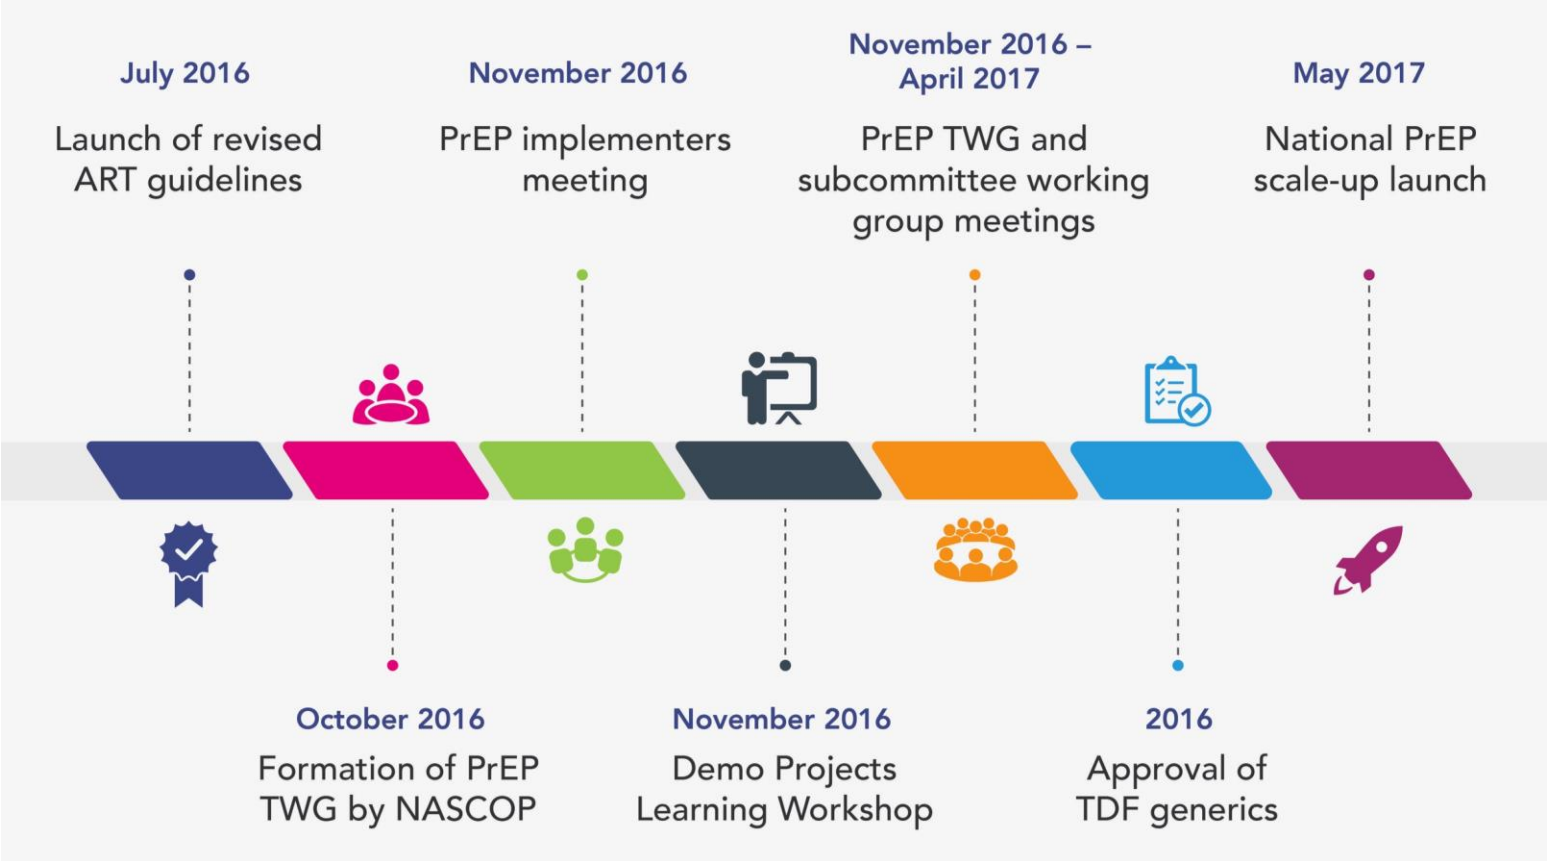 July 2016
Launch of revised
ART guidelines
November 2016
PrEP implementers
meeting
November 2016 –
April 2017
PrEP TWG and
subcommittee working
group meetings
May 2017
National PrEP
scale-up launch
October 2016
Formation of PrEP
TWG by NASCOP
November 2016
Demo Projects
Learning Workshop
2016
Approval of
TDF generics